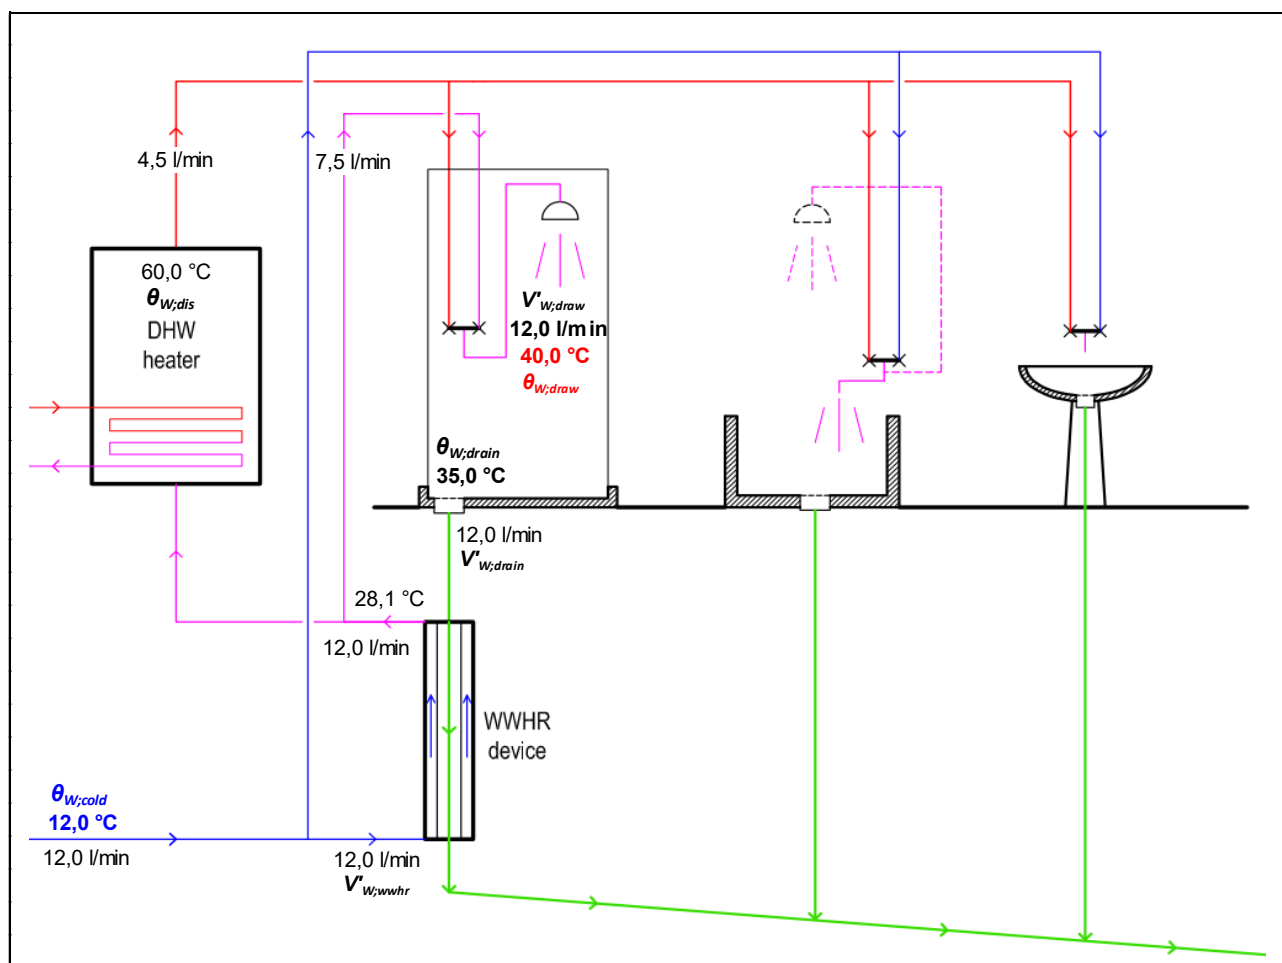 4,5 l/min
7,5 l/min
60,0 °C
θW;dis
DHW
heater
V'W;draw
12,0 l/min
40,0 °C
θW;draw
θW;drain
35,0 °C
12,0 l/min
V'W;drain
28,1 °C
12,0 l/min
WWHR
device
θW;cold
12,0 °C
12,0 l/min
12,0 l/min
V'W;wwhr